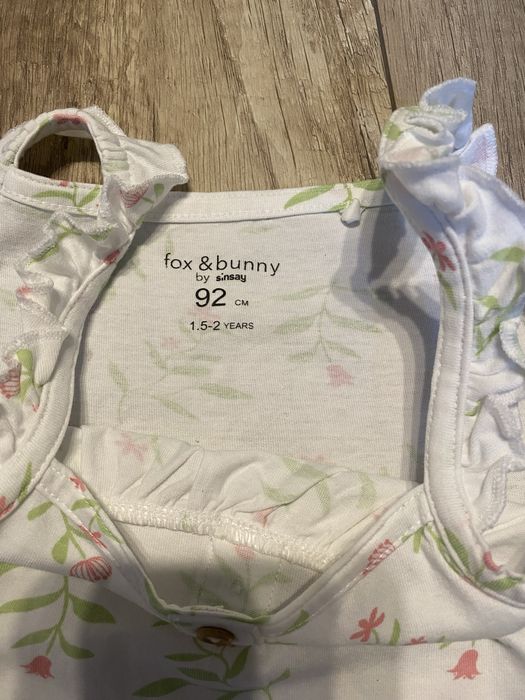 fox & bunny
by sinsay
92 CM
1.5-2 YEARS